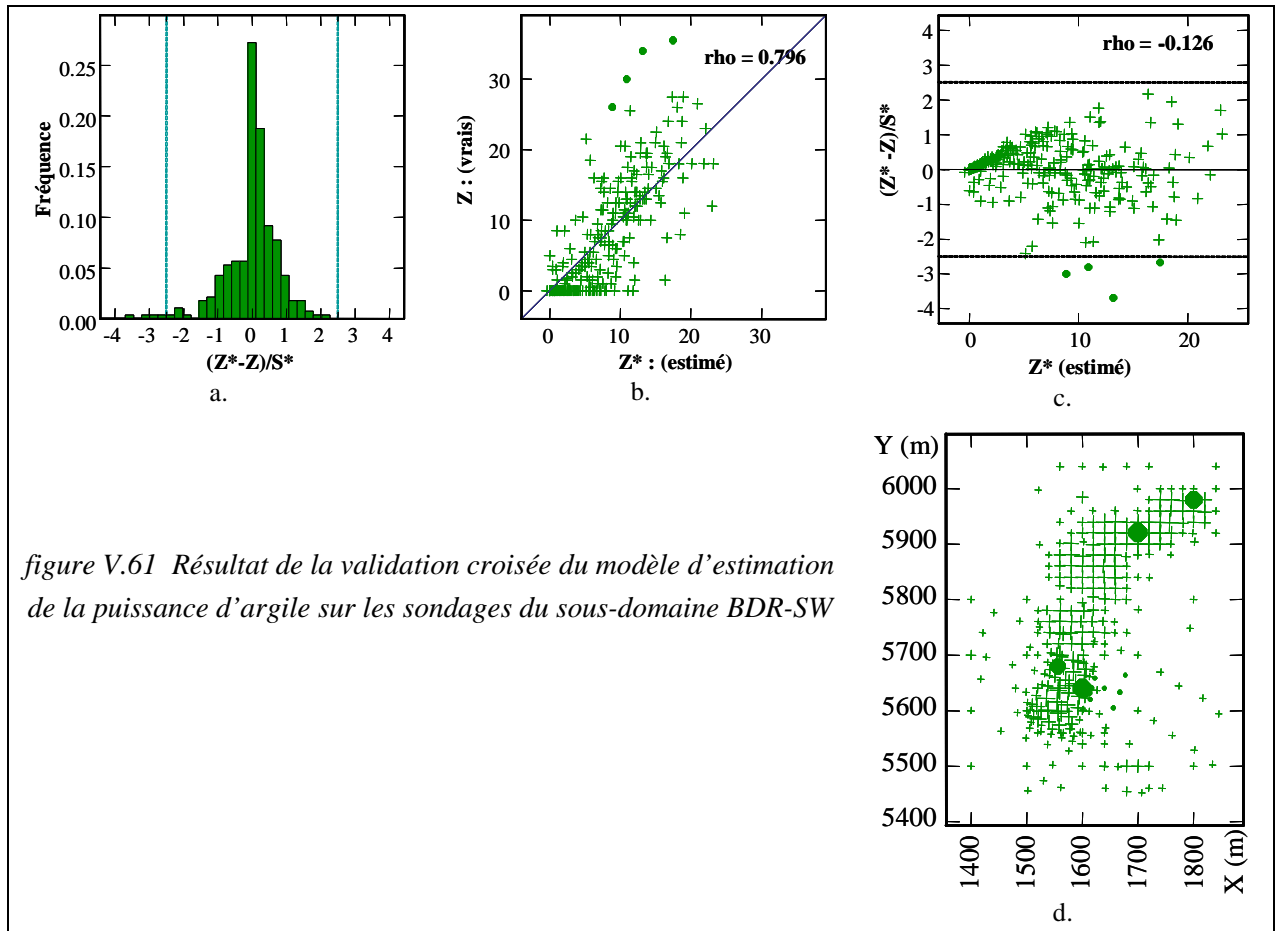 0.25
0.20
0.15
0.10
0.05
0.00
Fréquence
-4 -3 -2 -1 0 1 2 3 4
(Z*-Z)/S*
a.
rho = 0.796
30
20
10
0
Z : (vrais)
0 10 20 30
Z* : (estimé)
b.
rho = -0.126
4
3
2
1
0
-1
-2
-3
-4
(Z* -Z)/S*
0 10 20
Z* (estimé)
c.
figure V.61 Résultat de la validation croisée du modèle d'estimation
de la puissance d'argile sur les sondages du sous-domaine BDR-SW
Y (m)
6000
5900
5800
5700
5600
5500
5400
1400 1500 1600 1700 1800 X (m)
d.